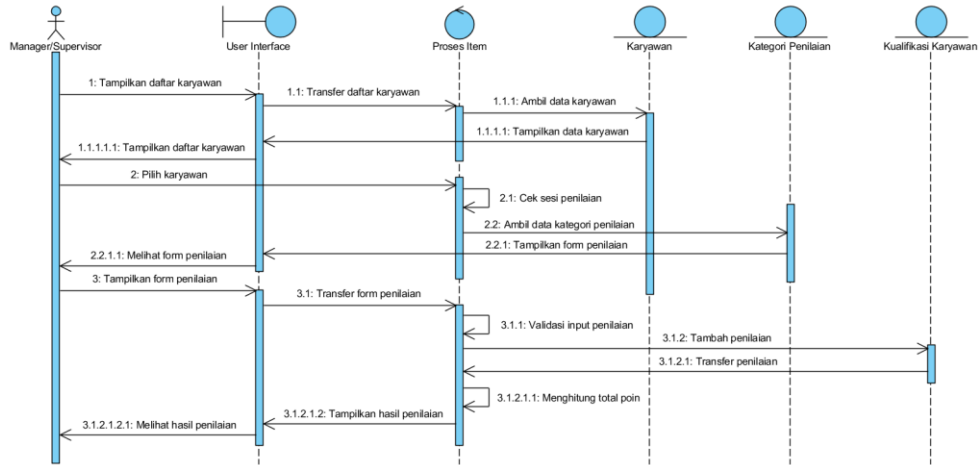 Manager/Supervisor
User Interface
Proses Item
Karyawan
Kategori Penilaian
Kualifikasi Karyawan
1: Tampilkan daftar karyawan
1.1: Transfer daftar karyawan
1.1.1: Ambil data karyawan
1.1.1.1: Tampilkan data karyawan
1.1.1.1.1: Tampilkan daftar karyawan
2: Pilih karyawan
2.1: Cek sesi penilaian
2.2: Ambil data kategori penilaian
2.2.1: Tampilkan form penilaian
2.2.1.1: Melihat form penilaian
3: Tampilkan form penilaian
3.1: Transfer form penilaian
3.1.1: Validasi input penilaian
3.1.2: Tambah penilaian
3.1.2.1: Transfer penilaian
3.1.2.1.1: Menghitung total poin
3.1.2.1.2: Tampilkan hasil penilaian
3.1.2.1.2.1: Melihat hasil penilaian